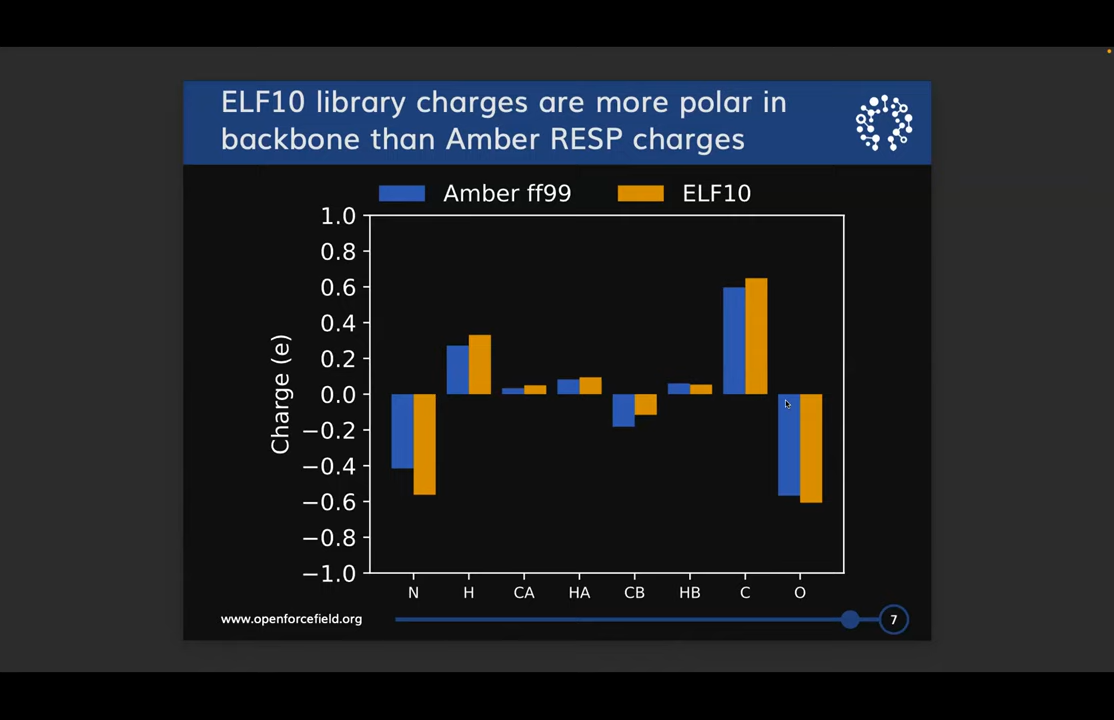 ELF10 library charges are more polar in
backbone than Amber RESP charges
Amber ff99 ELF10
1.0
0.8
0.6
0.4
0.2
0.0
−0.2
−0.4
−0.6
−0.8
−1.0
Charge (e)
N H CA HA CB HB C O
www.openforcefield.org 7